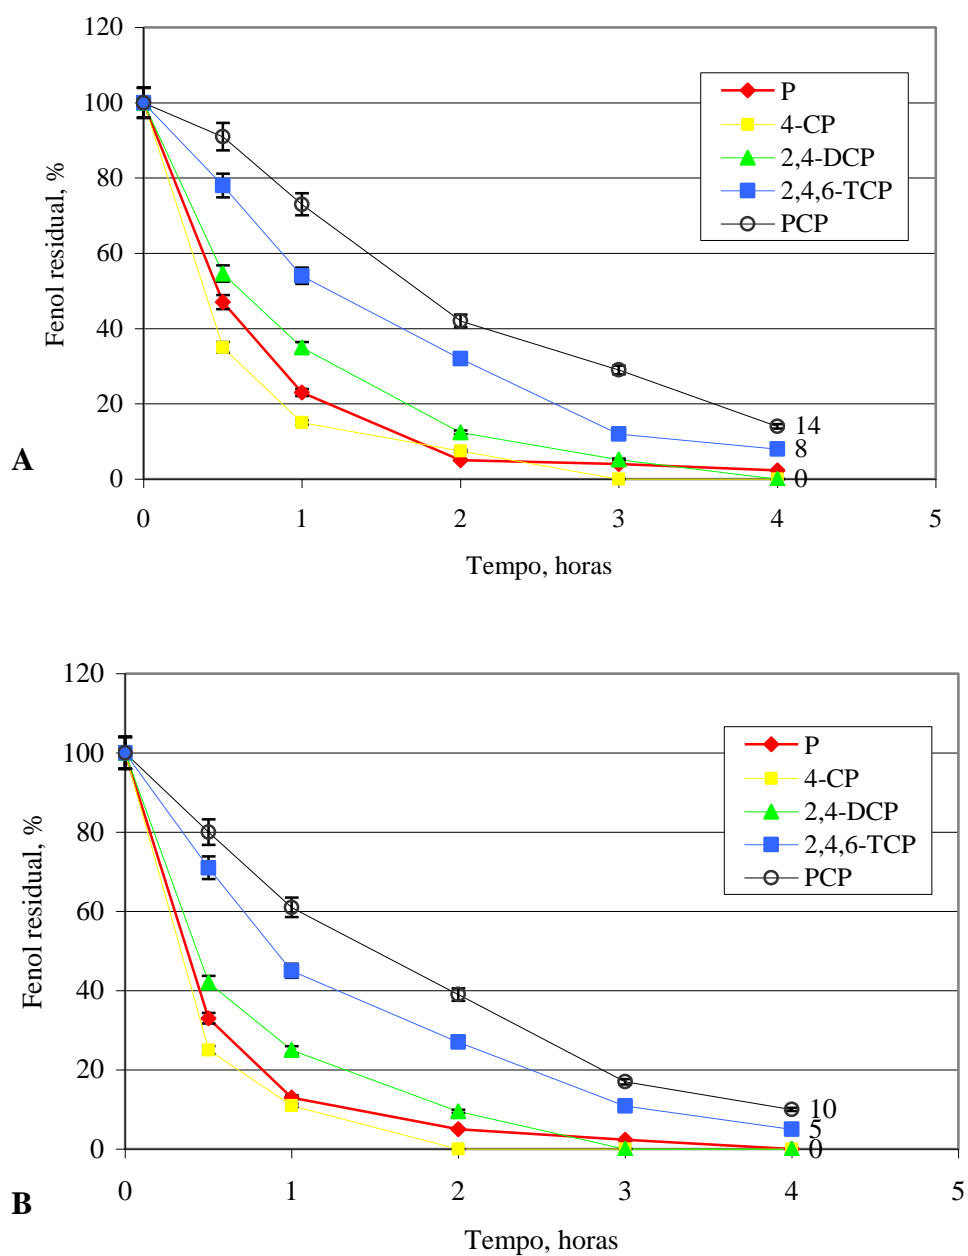 120
100
80
60
40
20
0
Fenol residual, %
P
4-CP
2,4-DCP
2,4,6-TCP
PCP
14
8
0
A
0 1 2 3 4 5
Tempo, horas
120
100
80
60
40
20
0
Fenol residual, %
P
4-CP
2,4-DCP
2,4,6-TCP
PCP
10
5
0
B
0 1 2 3 4 5
Tempo, horas